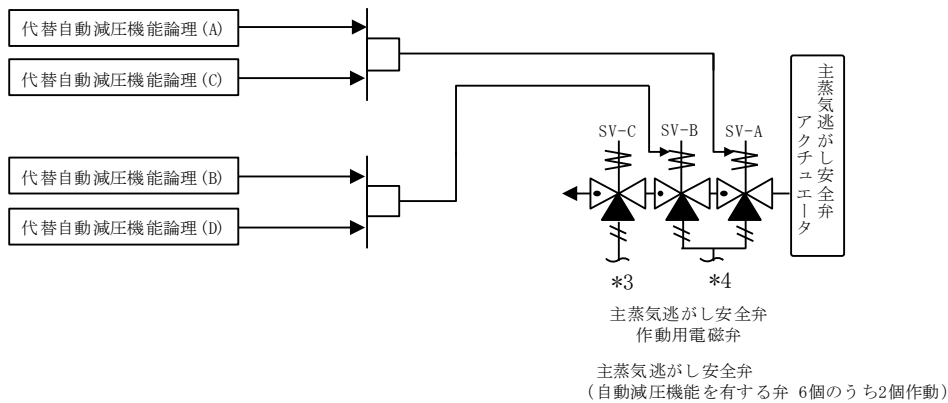 代替自動減圧機能論理(A)
代替自動減圧機能論理(C)
代替自動減圧機能論理(B)
代替自動減圧機能論理(D)
SV-C
SV-B
SV-A
主蒸気逃がし安全弁
アクチュエータ
*3
*4
主蒸気逃がし安全弁
作動用電磁弁
主蒸気逃がし安全弁
(自動減圧機能を有する弁 6個のうち2個作動)